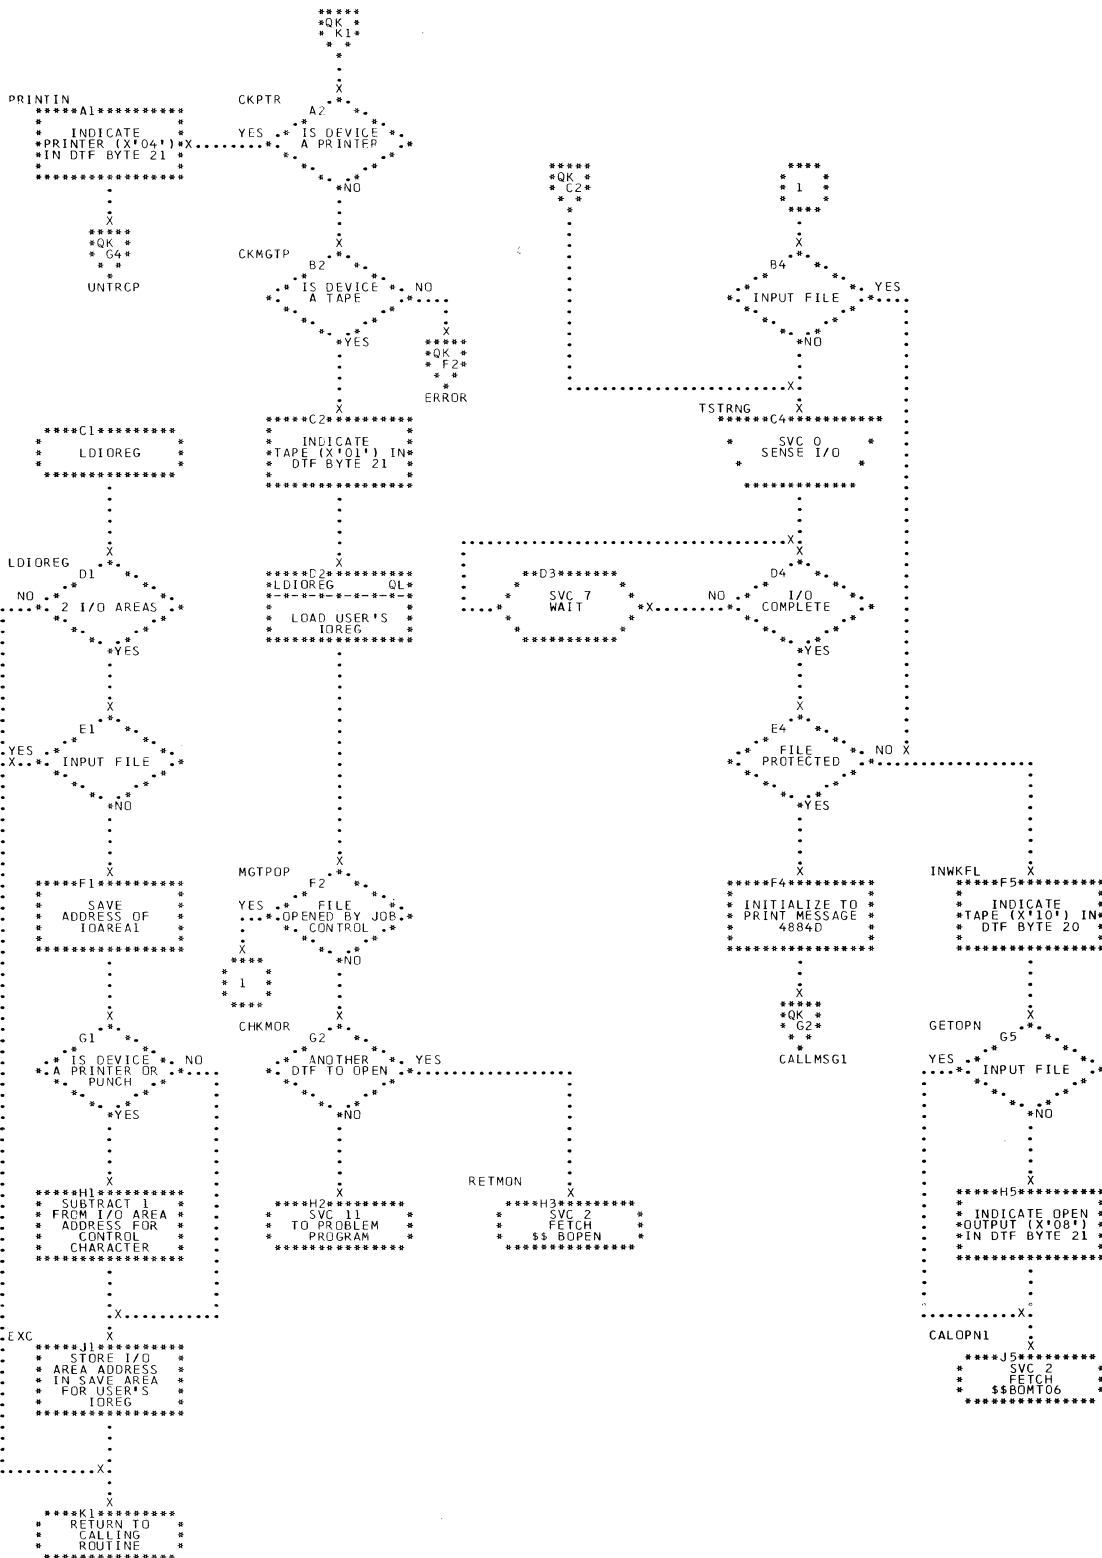 QK
K1
PRINTIN
A1
INDICATE
PRINTER (X'04')
IN DTF BYTE 21
QK
G4
UNTRCP
CKPTR
A2
IS DEVICE
A PRINTER
YES
NO
CKMGTP
B2
IS DEVICE
A TAPE
NO
YES
QK
F2
ERROR
C2
INDICATE
TAPE (X'01') IN
DTF BYTE 21
D2
LDIOREG QL
LOAD USER'S
IOREG
MGTPOP
F2
FILE
OPENED BY JOB
CONTROL
YES
NO
1
CHKMOR
G2
ANOTHER
DTF TO OPEN
YES
NO
H2
SVC 11
TO PROBLEM
PROGRAM
RETMON
H3
SVC 2
FETCH
$$ BOPEN
C1
LDIOREG
LDIOREG
D1
2 I/O AREAS
NO
YES
E1
INPUT FILE
YES
NO
F1
SAVE
ADDRESS OF
IOAREA1
G1
IS DEVICE
A PRINTER OR
PUNCH
NO
YES
H1
SUBTRACT 1
FROM I/O AREA
ADDRESS FOR
CONTROL
CHARACTER
EXC
J1
STORE I/O
AREA ADDRESS
IN SAVE AREA
FOR USER'S
IOREG
K1
RETURN TO
CALLING
ROUTINE
QK
C2
1
B4
INPUT FILE
YES
NO
TSTRNG
C4
SVC 0
SENSE I/O
D3
SVC 7
WAIT
D4
I/O
COMPLETE
NO
YES
E4
FILE
PROTECTED
NO
YES
F4
INITIALIZE TO
PRINT MESSAGE
4884D
QK
G2
CALLMSG1
INWKFL
F5
INDICATE
TAPE (X'10') IN
DTF BYTE 20
GETOPN
G5
INPUT FILE
YES
NO
H5
INDICATE OPEN
OUTPUT (X'08')
IN DTF BYTE 21
CALOPN1
J5
SVC 2
FETCH
$$BOMT06